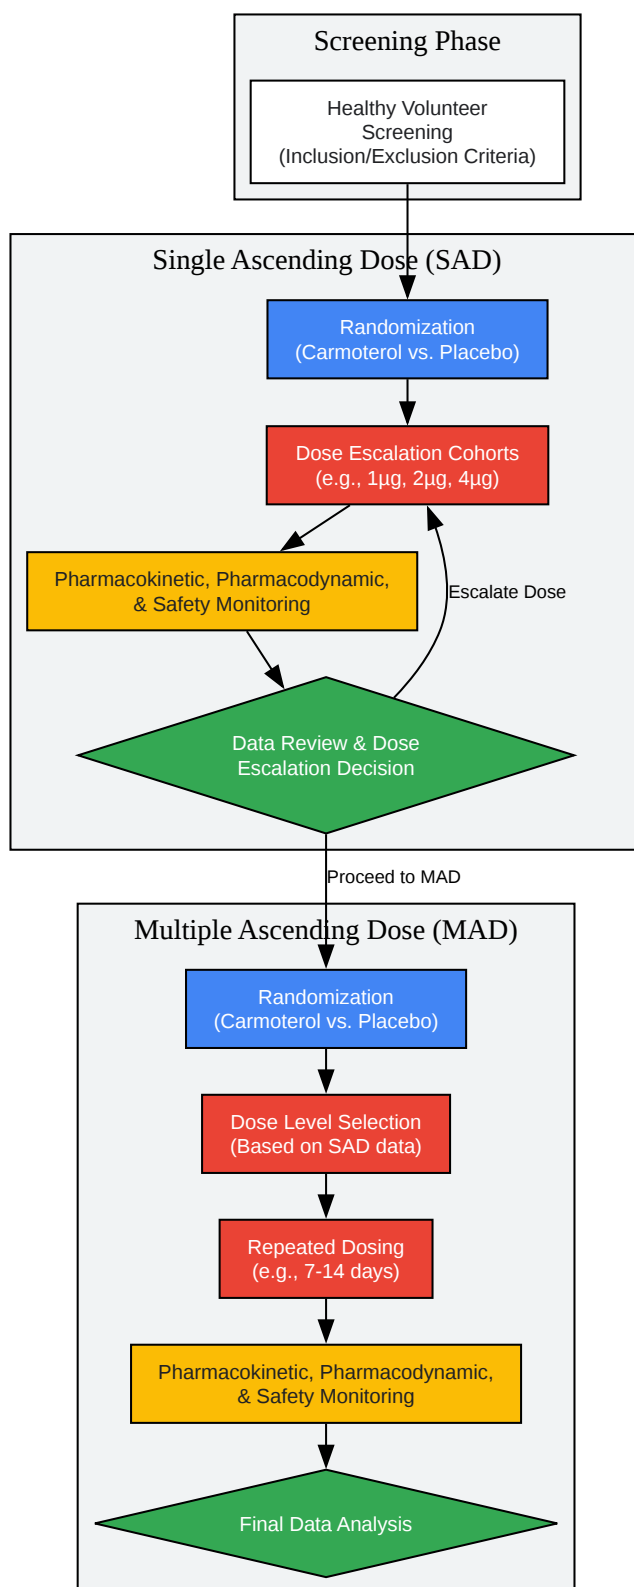 Screening Phase
Healthy Volunteer
Screening
(Inclusion/Exclusion Criteria)
Single Ascending Dose (SAD)
Randomization
(Carmoterol vs. Placebo)
Dose Escalation Cohorts
(e.g., 1µg, 2µg, 4µg)
Pharmacokinetic, Pharmacodynamic,
& Safety Monitoring
Escalate Dose
Data Review & Dose
Escalation Decision
Proceed to MAD
Multiple Ascending Dose (MAD)
Randomization
(Carmoterol vs. Placebo)
Dose Level Selection
(Based on SAD data)
Repeated Dosing
(e.g., 7-14 days)
Pharmacokinetic, Pharmacodynamic,
& Safety Monitoring
Final Data Analysis